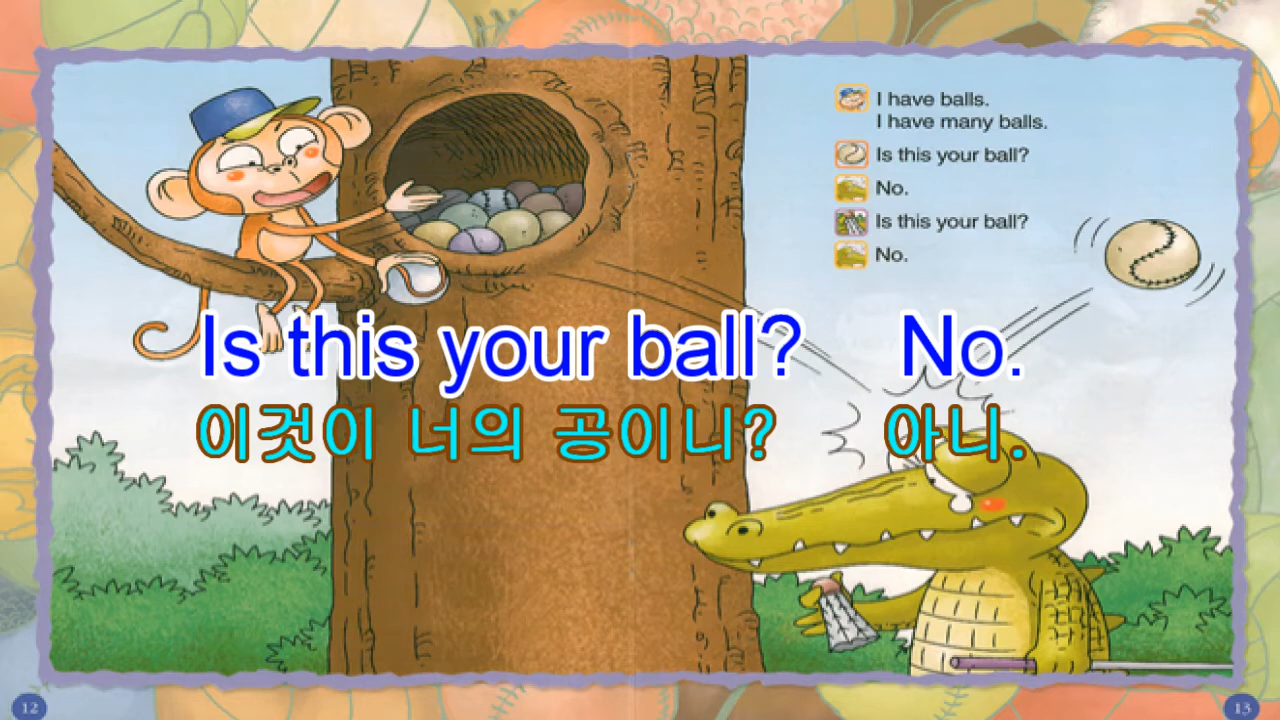 I have balls.
I have many balls.
Is this your ball?
No.
Is this your ball?
No.
Is this your ball? No.
이것이 너의 공이니? 아니.
12
13